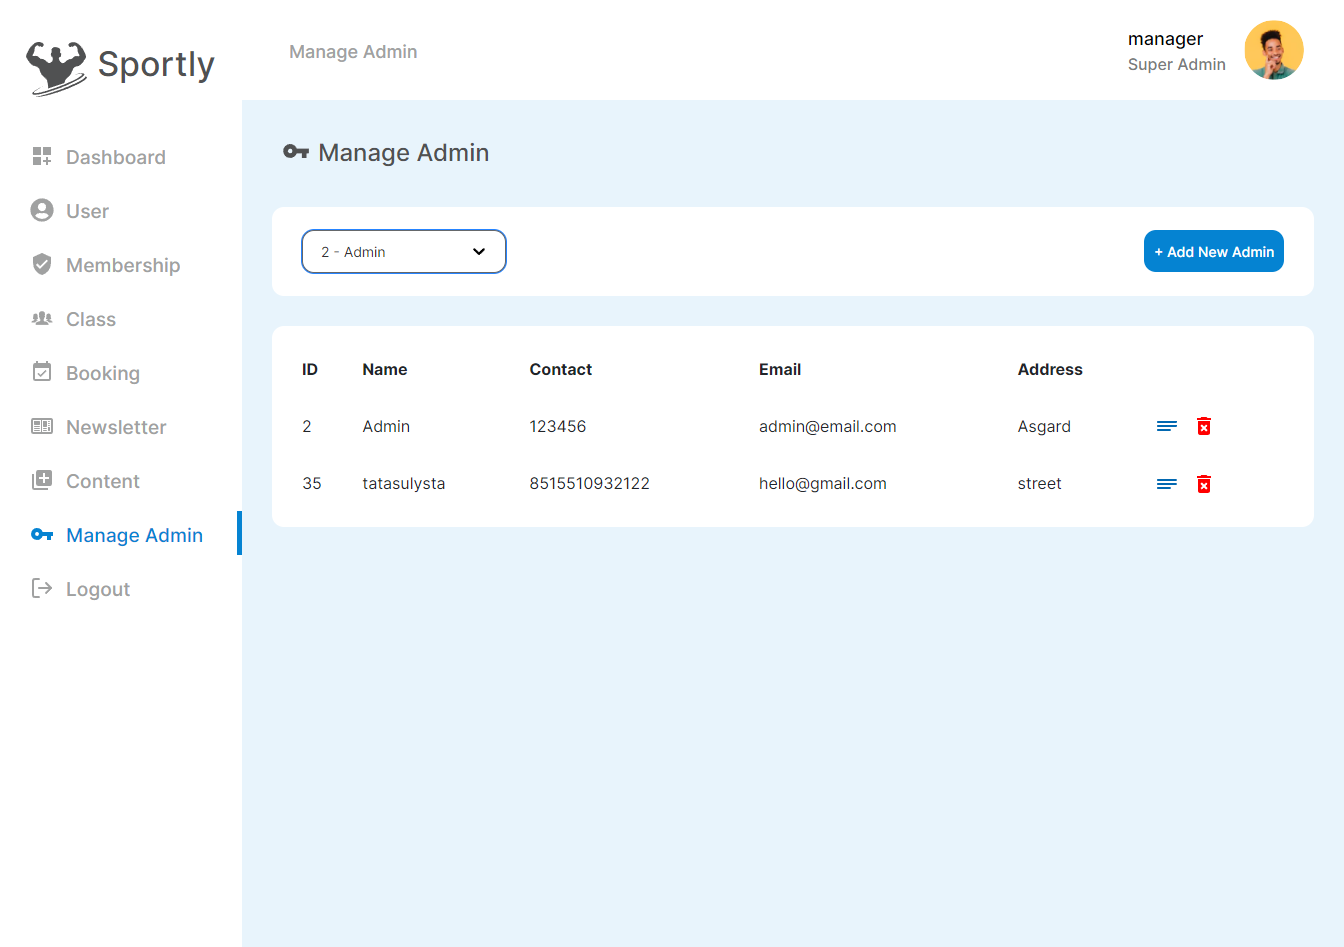 Sportly
Manage Admin
manager
Super Admin
Dashboard
User
Membership
Class
Booking
Newsletter
Content
Manage Admin
Logout
Manage Admin
2 - Admin
+ Add New Admin
ID Name Contact Email Address
2 Admin 123456 admin@email.com Asgard
35 tatasulysta 8515510932122 hello@gmail.com street